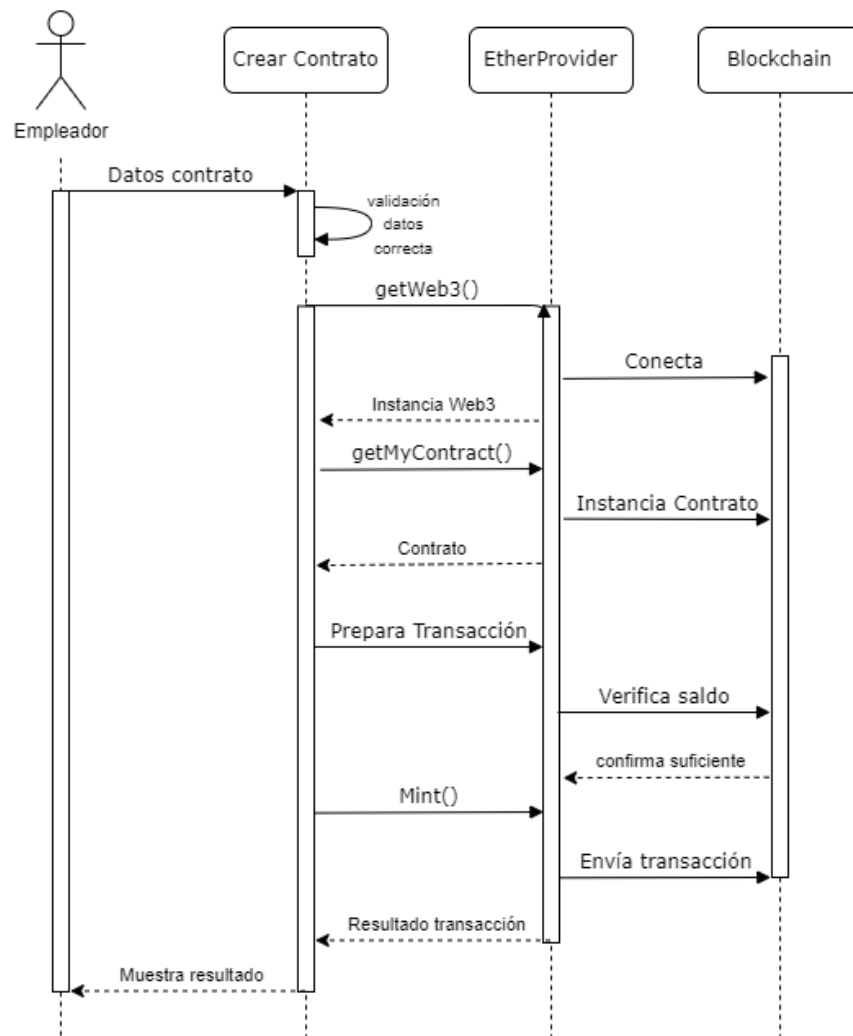 Crear Contrato
EtherProvider
Blockchain
Empleador
Datos contrato
validación
datos
correcta
getWeb3()
Conecta
Instancia Web3
getMyContract()
Instancia Contrato
Contrato
Prepara Transacción
Verifica saldo
confirma suficiente
Mint()
Envía transacción
Resultado transacción
Muestra resultado